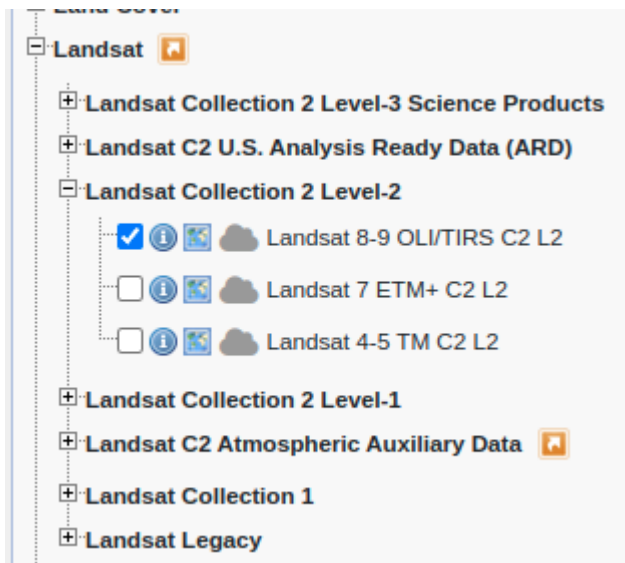 Land Cover
Landsat
Landsat Collection 2 Level-3 Science Products
Landsat C2 U.S. Analysis Ready Data (ARD)
Landsat Collection 2 Level-2
Landsat 8-9 OLI/TIRS C2 L2
Landsat 7 ETM+ C2 L2
Landsat 4-5 TM C2 L2
Landsat Collection 2 Level-1
Landsat C2 Atmospheric Auxiliary Data
Landsat Collection 1
Landsat Legacy